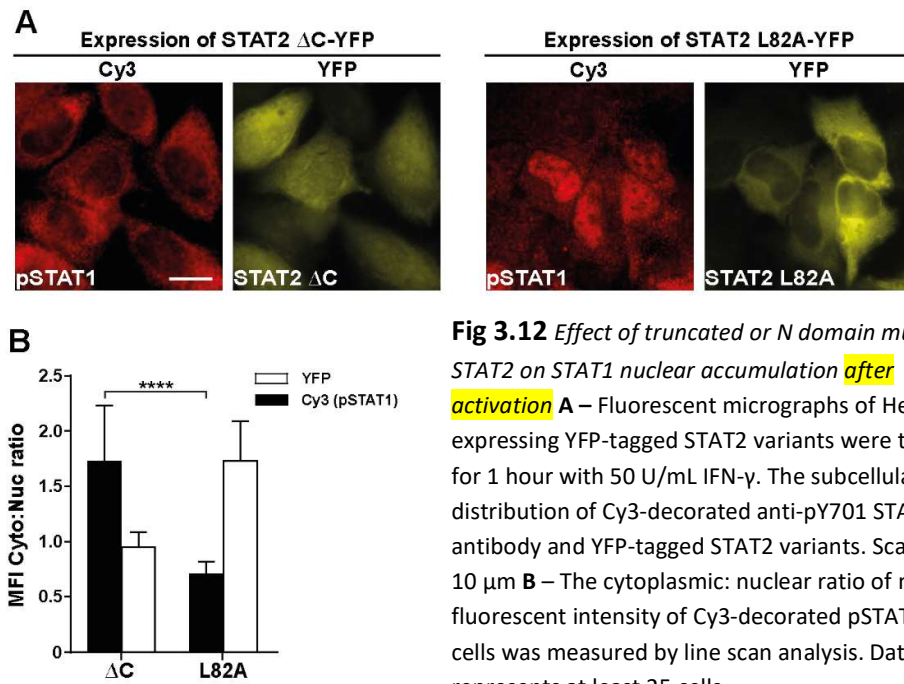 A
Expression of STAT2 ΔC-YFP
Expression of STAT2 L82A-YFP
Cy3
YFP
Cy3
YFP
pSTAT1
STAT2 ΔC
pSTAT1
STAT2 L82A
B
2.5
2.0
1.5
1.0
0.5
0
MFI Cyto:Nuc ratio
****
YFP
Cy3 (pSTAT1)
ΔC
L82A
Fig 3.12 Effect of truncated or N domain
STAT2 on STAT1 nuclear accumulation after
activation A – Fluorescent micrographs of
expressing YFP-tagged STAT2 variants were
for 1 hour with 50 U/mL IFN-γ. The subcellular
distribution of Cy3-decorated anti-pY701
antibody and YFP-tagged STAT2 variants.
10 µm B – The cytoplasmic: nuclear ratio of
fluorescent intensity of Cy3-decorated
cells was measured by line scan analysis.
represents at least 25 cells